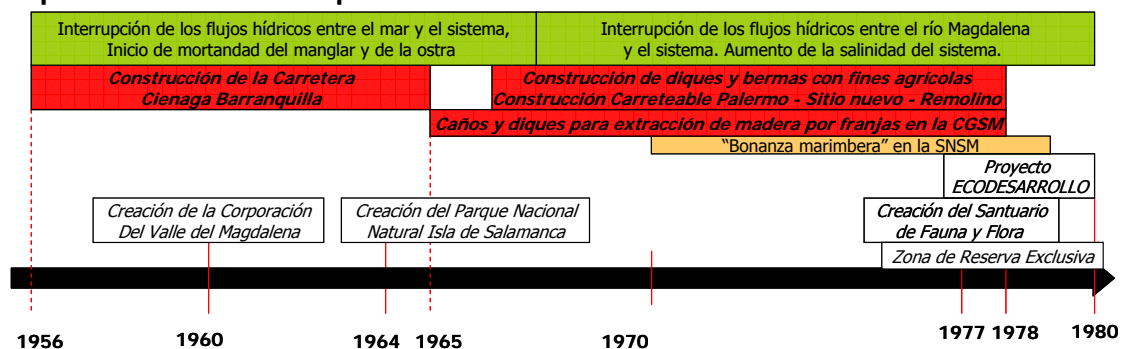 Interrupción de los flujos hídricos entre el mar y el sistema,
Inicio de mortandad del manglar y de la ostra
Interrupción de los flujos hídricos entre el río Magdalena
y el sistema. Aumento de la salinidad del sistema.
Construcción de la Carretera
Cienaga Barranquilla
Construcción de diques y bermas con fines agrícolas
Construcción Carreteable Palermo - Sitio nuevo - Remolino
Caños y diques para extracción de madera por franjas en la CGSM
“Bonanza marimbera” en la SNSM
Proyecto
ECODESARROLLO
Creación de la Corporación
Del Valle del Magdalena
Creación del Parque Nacional
Natural Isla de Salamanca
Creación del Santuario
de Fauna y Flora
Zona de Reserva Exclusiva
1956
1960
1964
1965
1970
1977
1978
1980